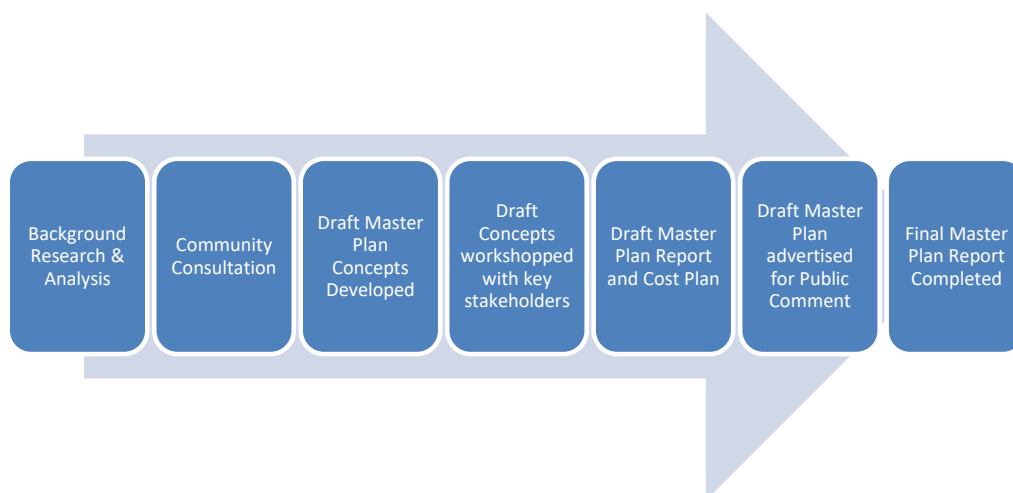 Background
Research &
Analysis
Community
Consultation
Draft Master
Plan
Concepts
Developed
Draft
Concepts
workshopped
with key
stakeholders
Draft Master
Plan Report
and Cost Plan
Draft Master
Plan
advertised
for Public
Comment
Final Master
Plan Report
Completed